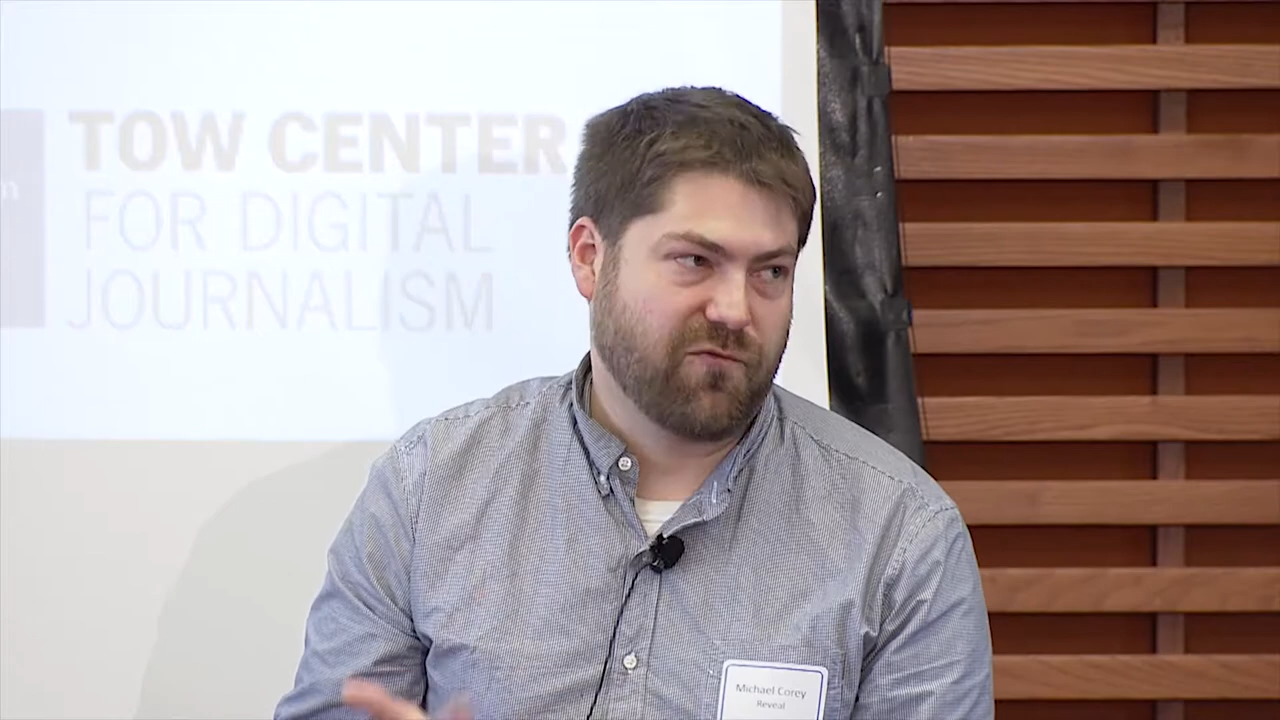 TOW CENTER
FOR DIGITAL
JOURNALISM
Michael Corey
Reveal